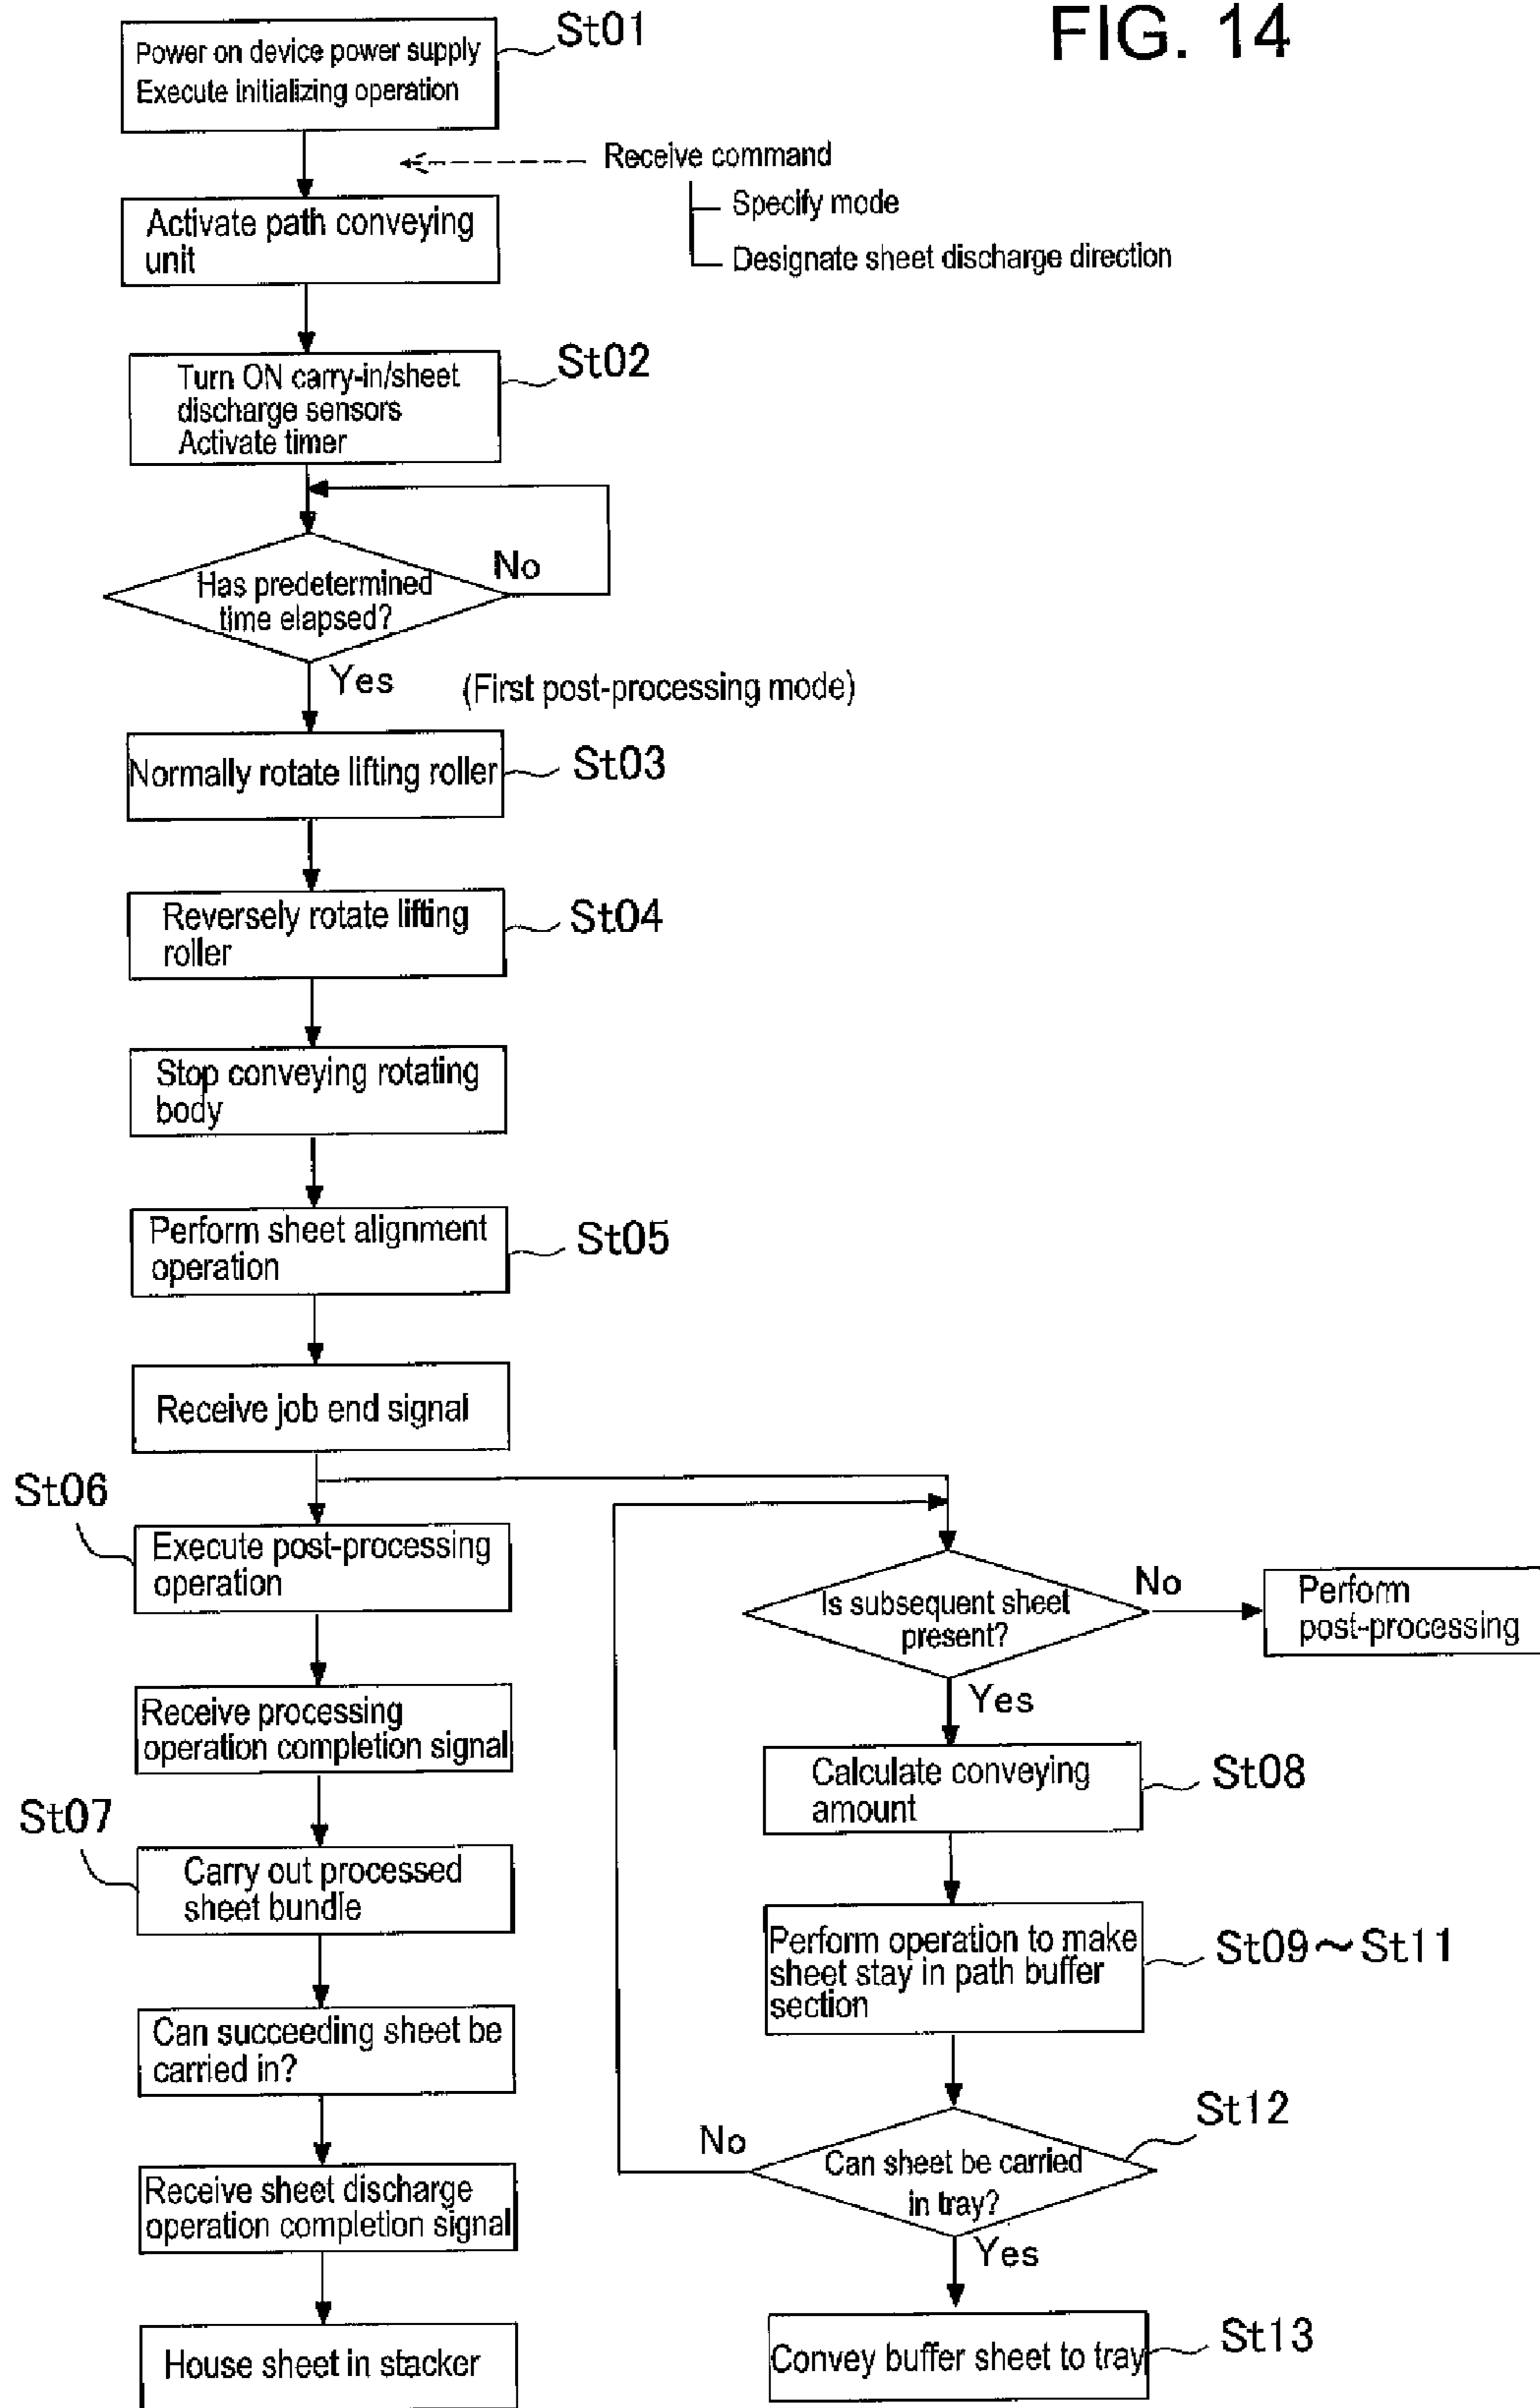 FIG. 14
Power on device power supply
Execute initializing operation
St01
Receive command
Specify mode
Designate sheet discharge direction
Activate path conveying
unit
Turn ON carry-in/sheet
discharge sensors
Activate timer
St02
Has predetermined
time elapsed?
No
Yes
(First post-processing mode)
Normally rotate lifting roller
St03
Reversely rotate lifting
roller
St04
Stop conveying rotating
body
Perform sheet alignment
operation
St05
Receive job end signal
St06
Execute post-processing
operation
Receive processing
operation completion signal
St07
Carry out processed
sheet bundle
Can succeeding sheet be
carried in?
Receive sheet discharge
operation completion signal
House sheet in stacker
Is subsequent sheet
present?
No
Perform
post-processing
Yes
Calculate conveying
amount
St08
Perform operation to make
sheet stay in path buffer
section
St09~St11
St12
Can sheet be carried
in tray?
No
Yes
Convey buffer sheet to tray
St13